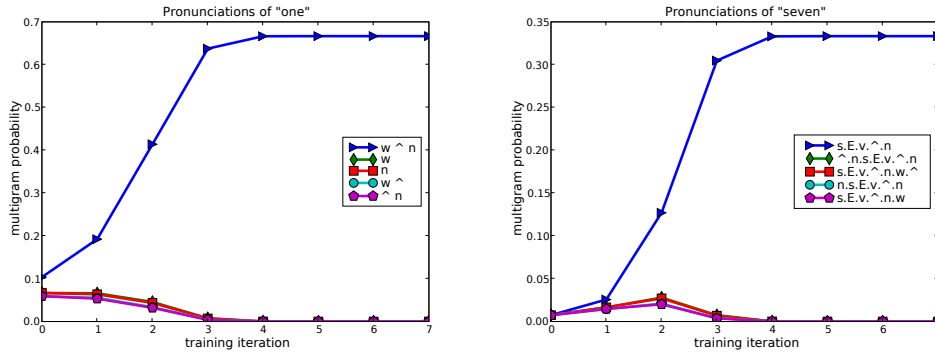 Pronunciations of "one"
multigram probability
0.7
0.6
0.5
0.4
0.3
0.2
0.1
0.0
w ^ n
w
n
w ^
^ n
0 1 2 3 4 5 6 7
training iteration
Pronunciations of "seven"
multigram probability
0.35
0.30
0.25
0.20
0.15
0.10
0.05
0.00
s.E.v.^.n
^.n.s.E.v.^.n
s.E.v.^.n.w.^
n.s.E.v.^.n
s.E.v.^.n.w
0 1 2 3 4 5 6
training iteration